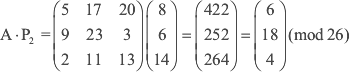 A · P₂ = (5 17 20) (8) = (422) = (6)
(9 23 3) (6) = (252) = (18) (mod 26)
(2 11 13) (14) = (264) = (4)